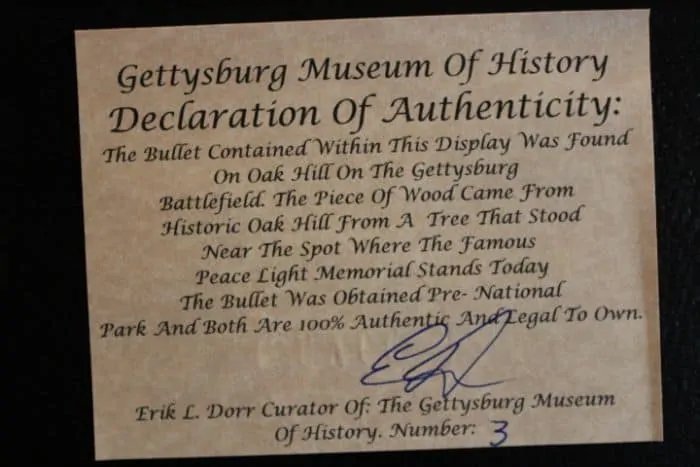 Gettysburg Museum Of History
Declaration Of Authenticity:
The Bullet Contained Within This Display Was Found
On Oak Hill On The Gettysburg
Battlefield. The Piece Of Wood Came From
Historic Oak Hill From A Tree That Stood
Near The Spot Where The Famous
Peace Light Memorial Stands Today
The Bullet Was Obtained Pre- National
Park And Both Are 100% Authentic And Legal To Own.
Erik L. Dorr Curator Of: The Gettysburg Museum
Of History. Number: 3